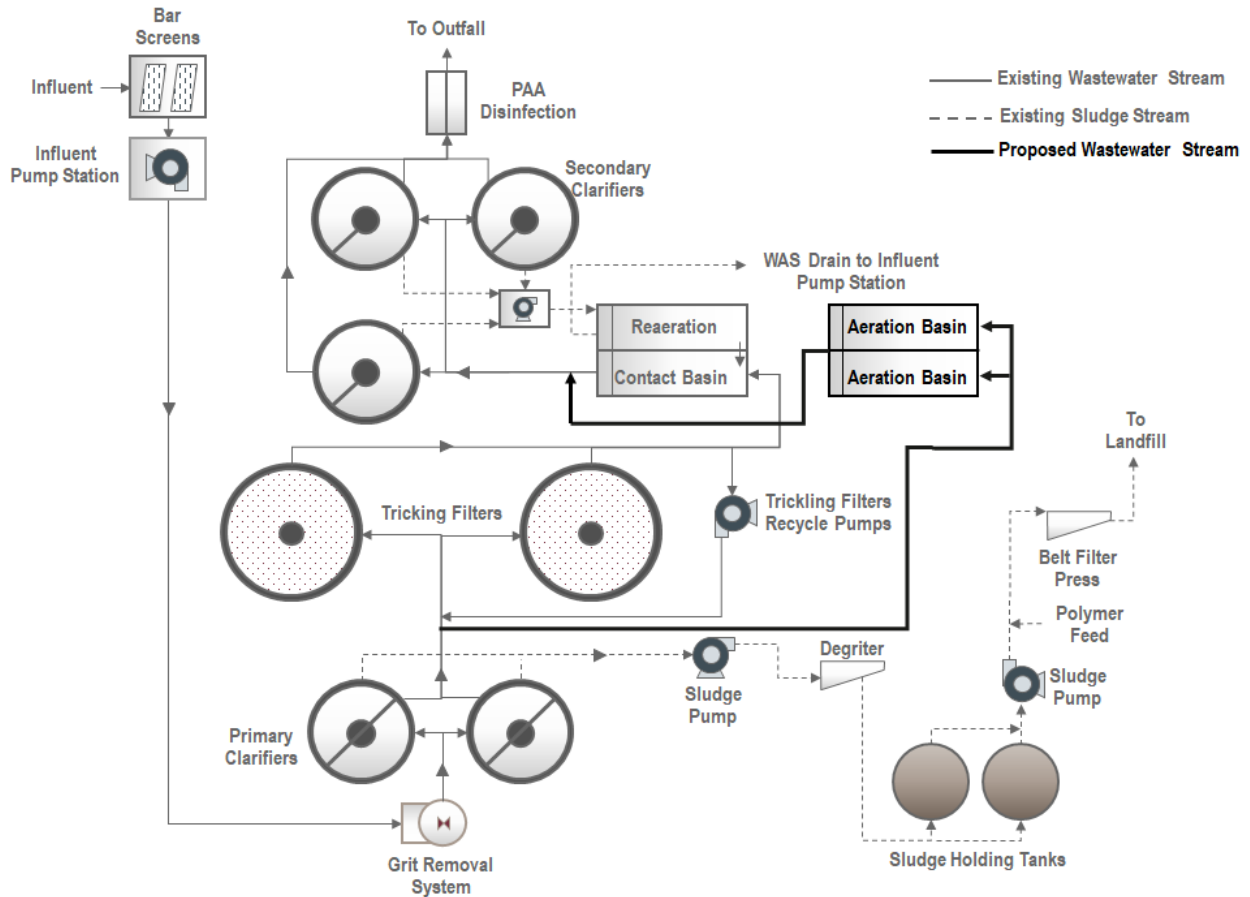 Bar
Screens
To Outfall
Influent
PAA
Disinfection
Existing Wastewater Stream
Existing Sludge Stream
Proposed Wastewater Stream
Influent
Pump Station
Secondary
Clarifiers
WAS Drain to Influent
Pump Station
Reaeration
Contact Basin
Aeration Basin
Aeration Basin
To
Landfill
Tricking Filters
Trickling Filters
Recycle Pumps
Belt Filter
Press
Polymer
Feed
Degriter
Sludge
Pump
Sludge
Pump
Primary
Clarifiers
Sludge Holding Tanks
Grit Removal
System